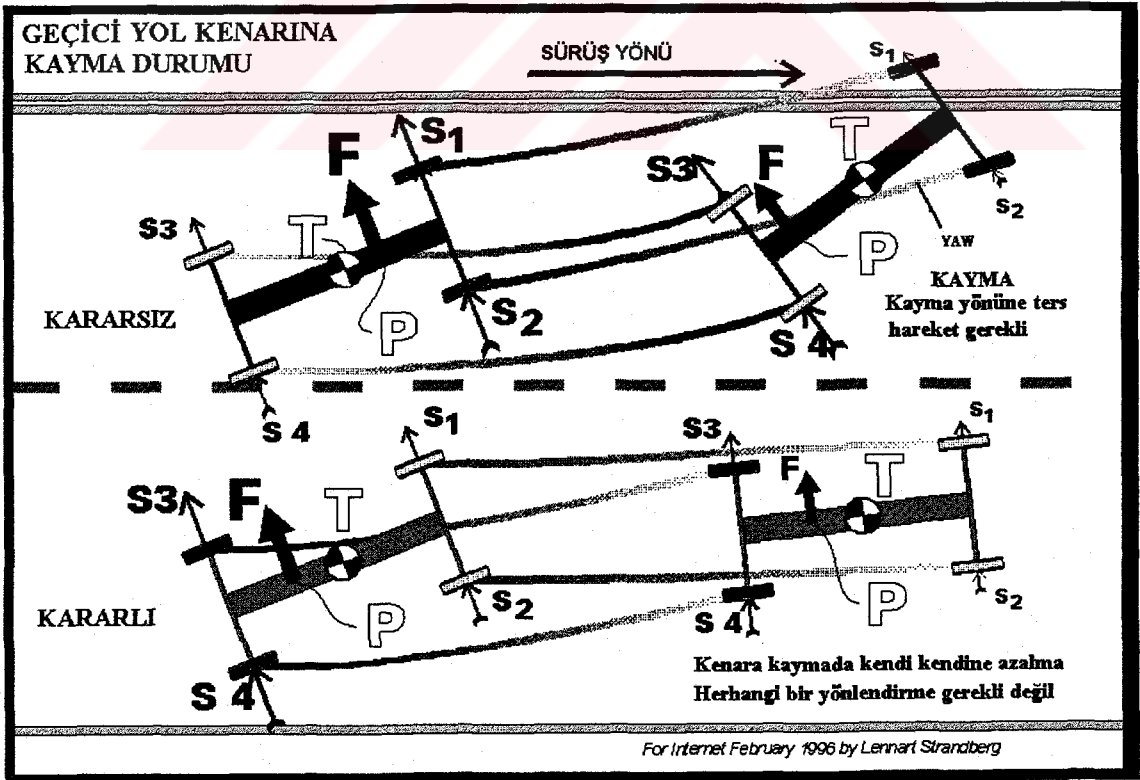 GEÇİCİ YOL KENARINA
KAYMA DURUMU
SÜRÜŞ YÖNÜ
S1
S1
F
T
S3
F
S3
T
S2
YAW
P
KAYMA
Kayma yönüne ters
hareket gerekli
S2
KARARSIZ
P
S 4
S 4
S1
S1
S3
S3
F
T
F
T
S2
P
S2
KARARLI
P
S 4
S 4
Kenara kaymada kendi kendine azalma
Herhangi bir yönlendirme gerekli değil
For Internet February 1996 by Lennart Strandberg